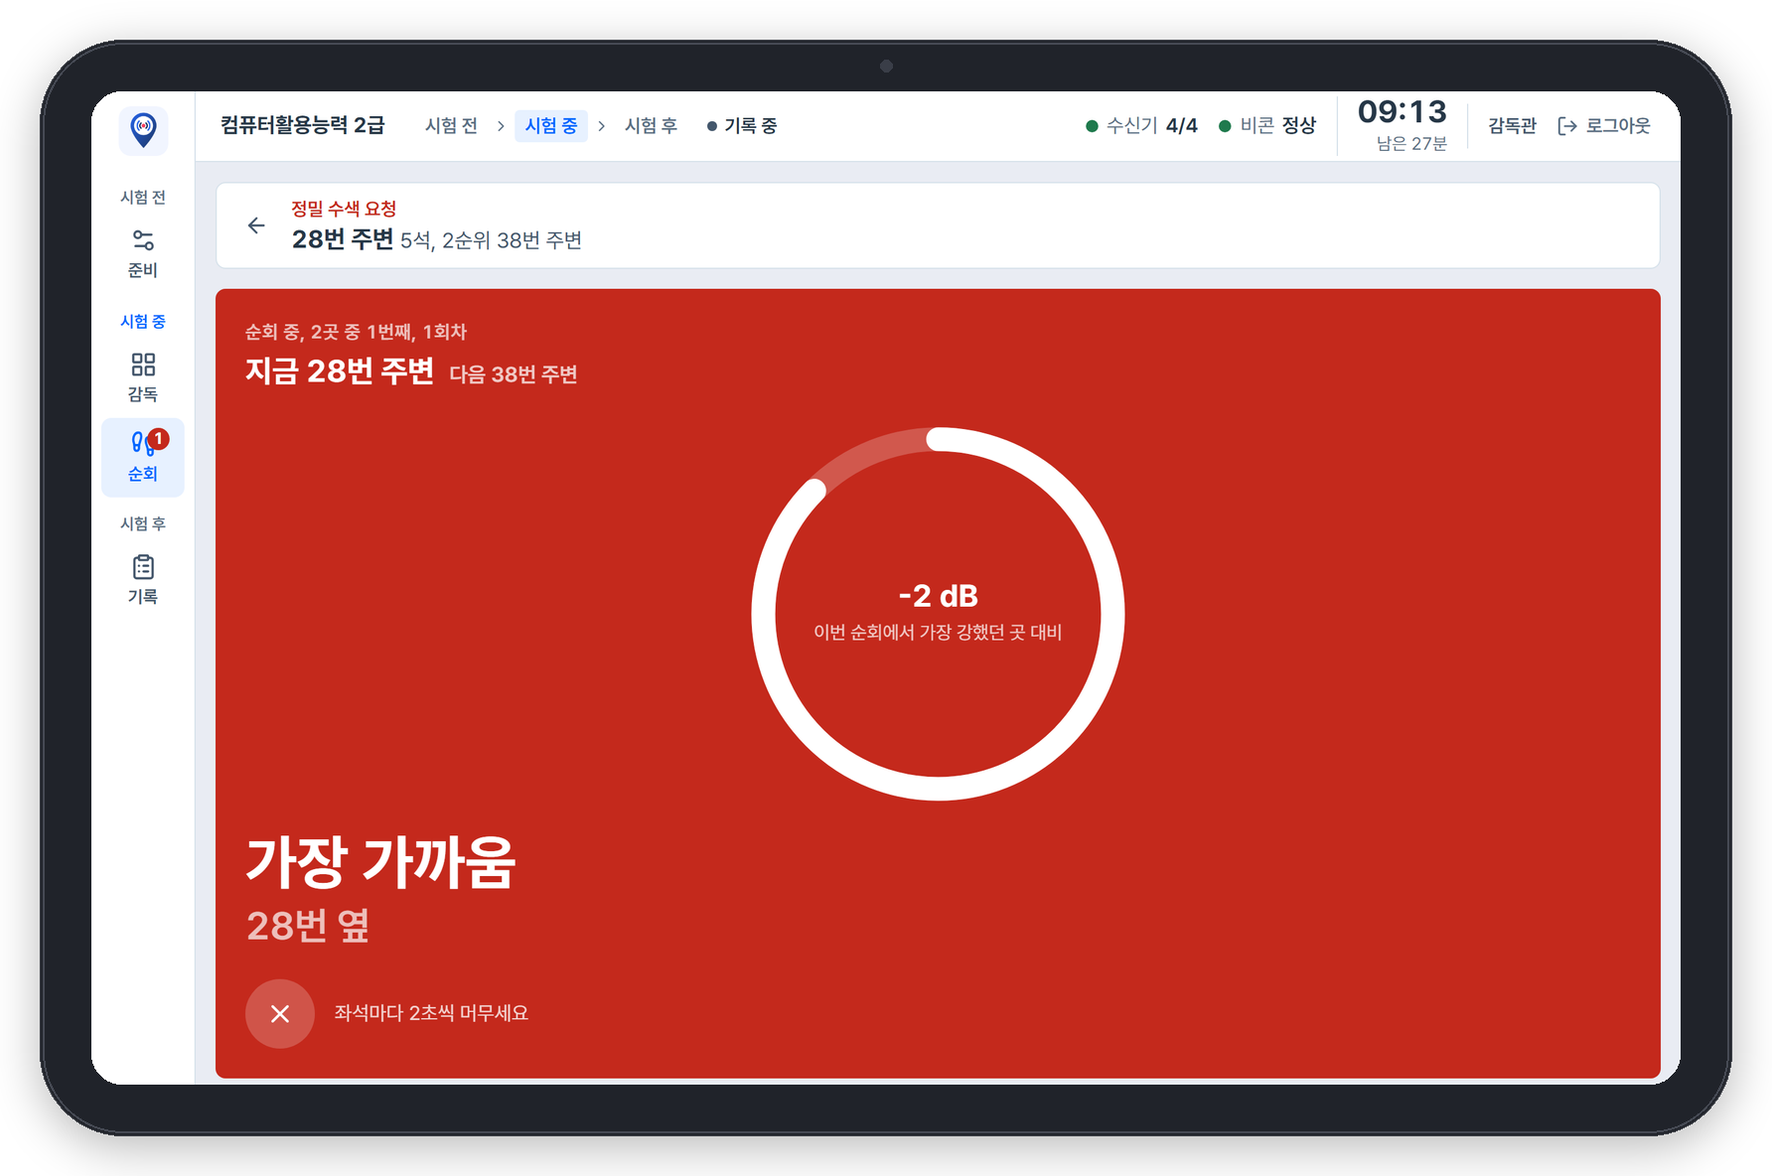 컴퓨터활용능력 2급
시험 전 > 시험 중 > 시험 후
기록 중
수신기 4/4
비콘 정상
09:13
남은 27분
감독관
로그아웃
시험 전
준비
시험 중
감독
1
순회
시험 후
기록
정밀 수색 요청
28번 주변 5석, 2순위 38번 주변
순회 중, 2곳 중 1번째, 1회차
지금 28번 주변 다음 38번 주변
-2 dB
이번 순회에서 가장 강했던 곳 대비
가장 가까움
28번 옆
좌석마다 2초씩 머무세요